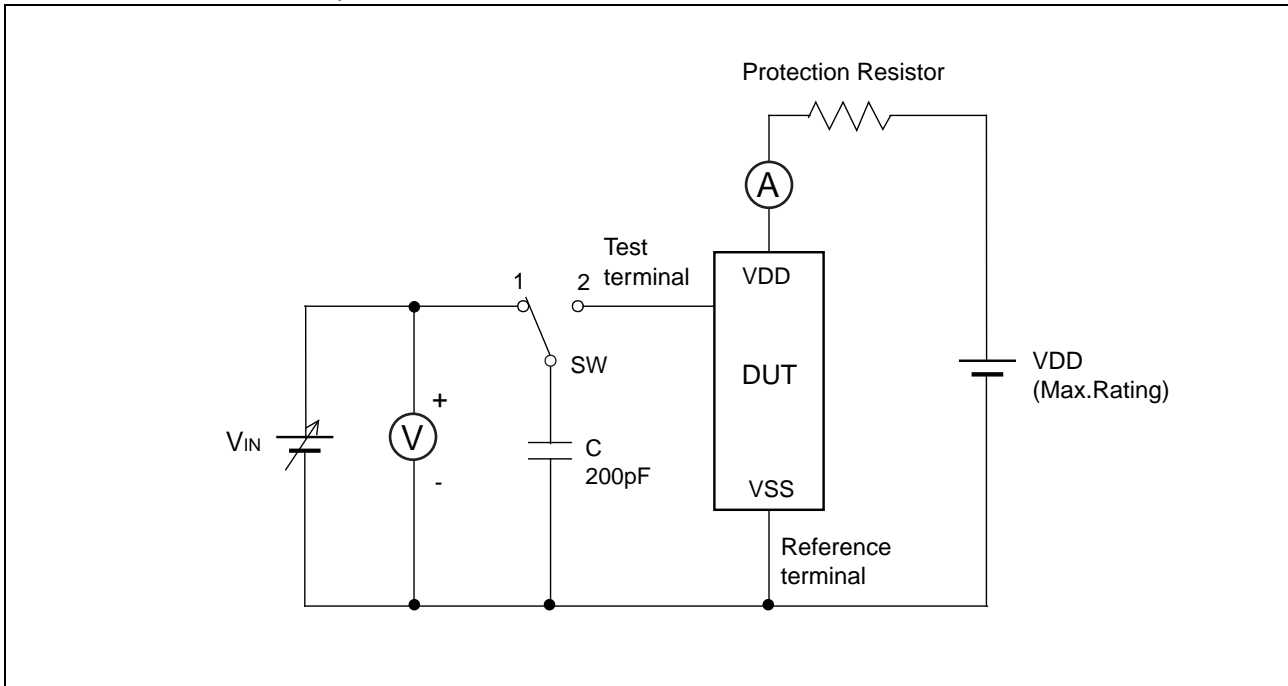 Protection Resistor
A
Test
terminal
1
2
VDD
SW
DUT
VDD
(Max.Rating)
+
VIN
V
C
200pF
-
VSS
Reference
terminal